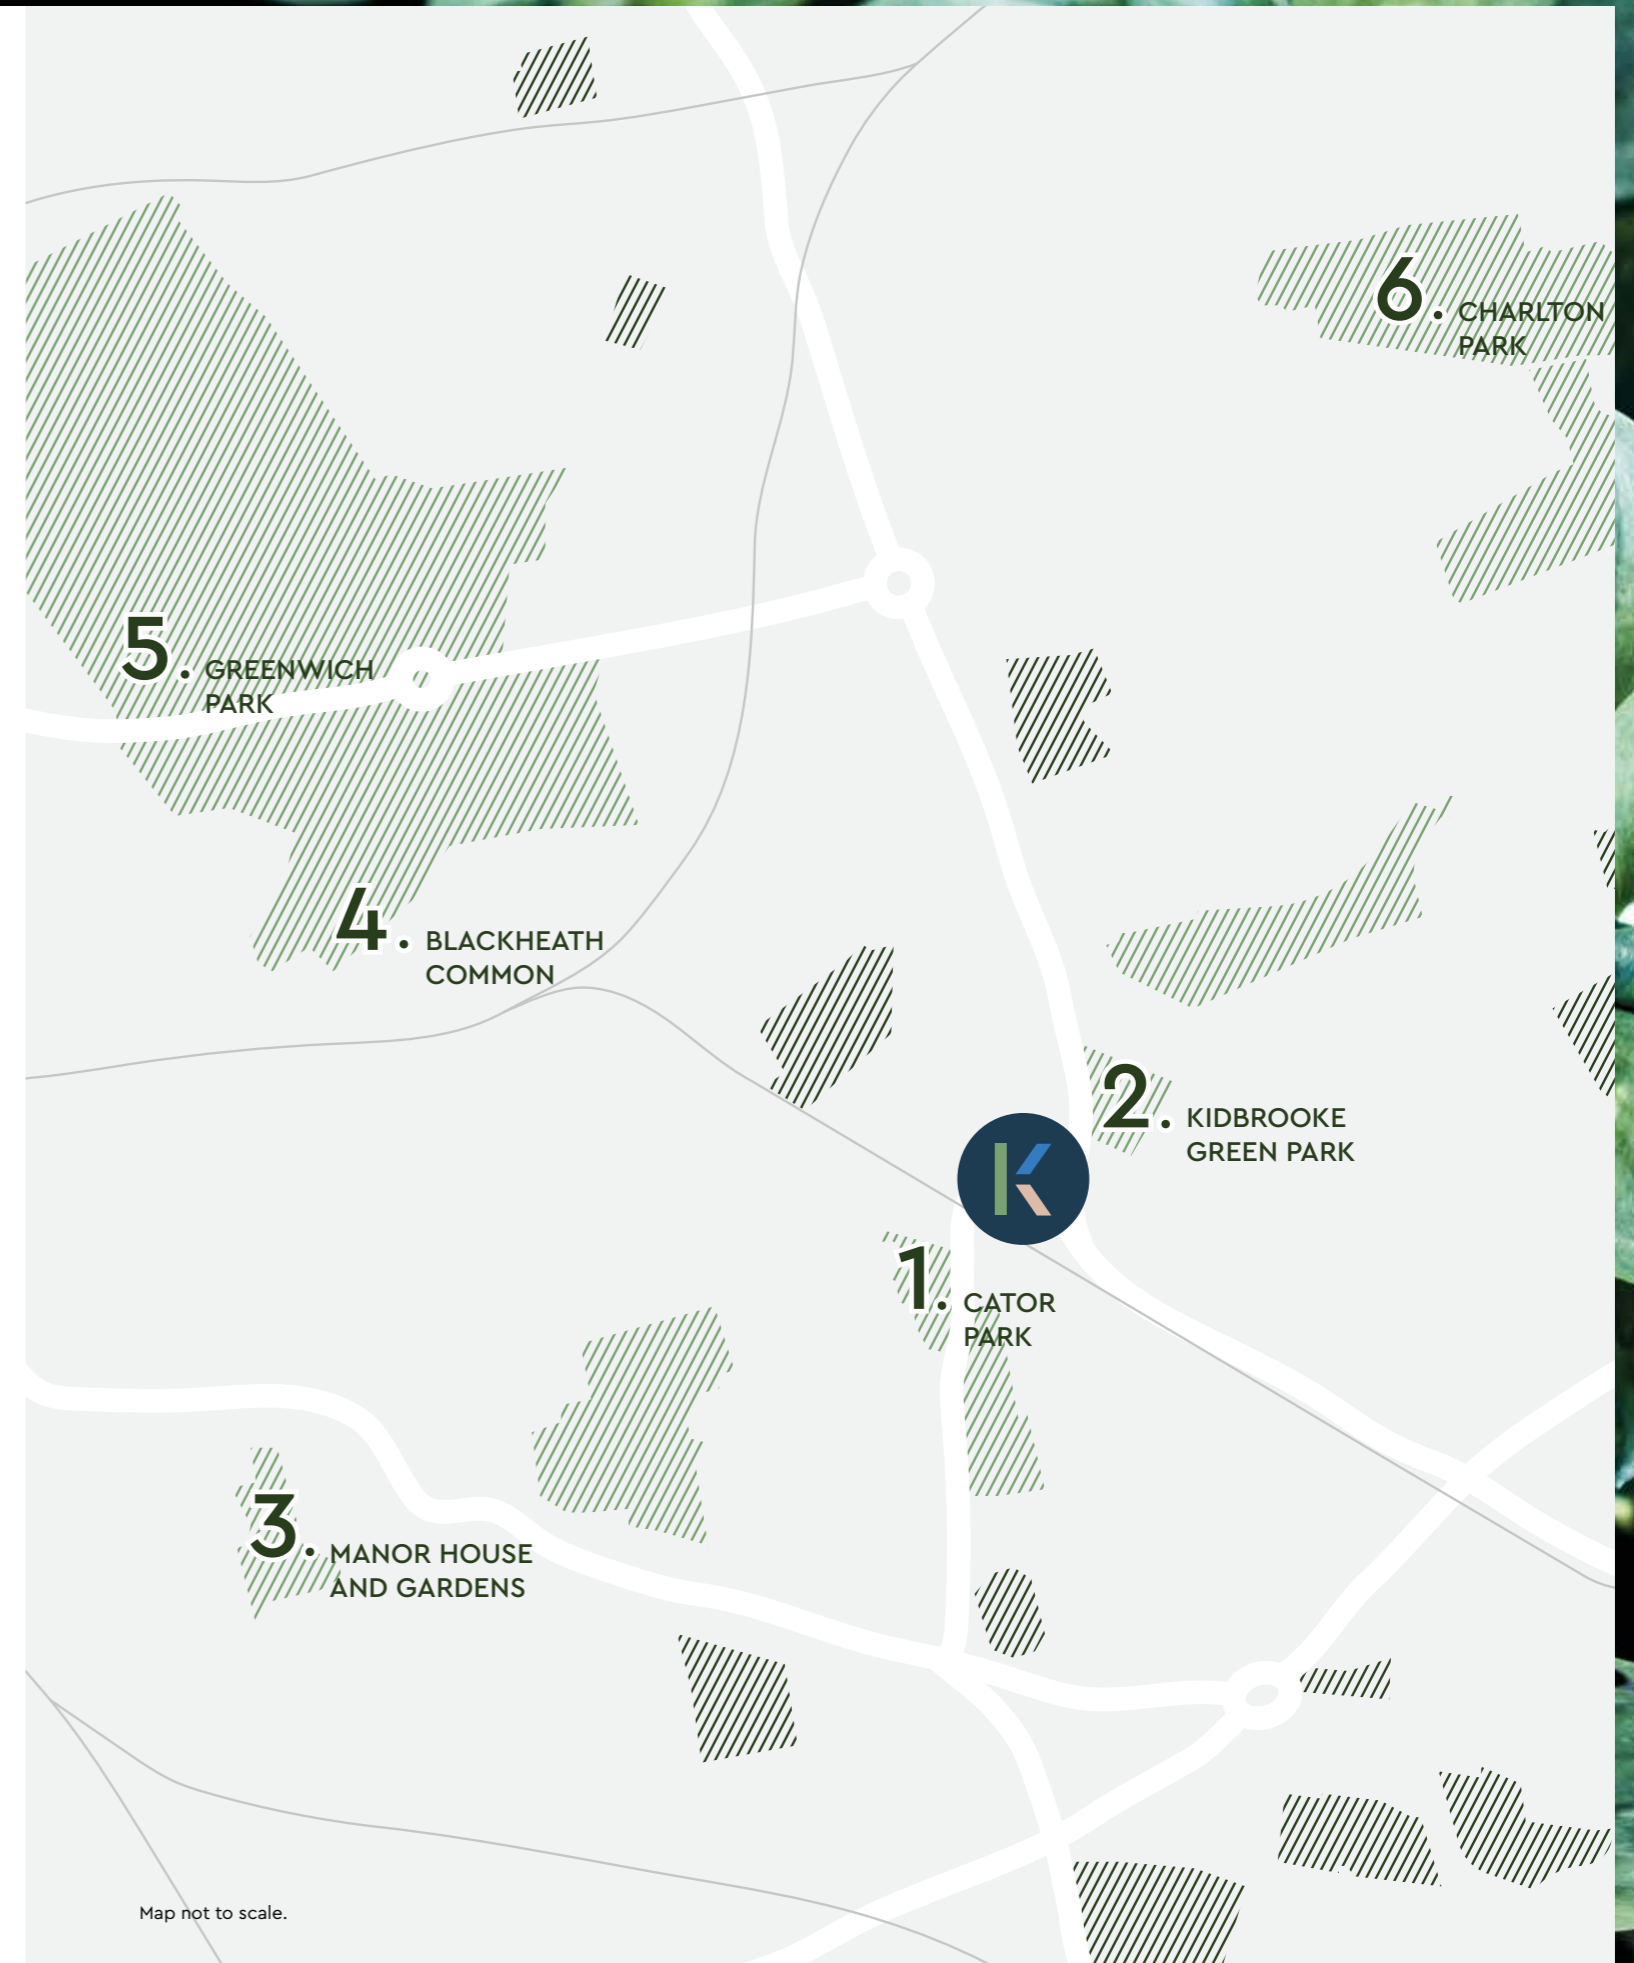 6. CHARLTON
PARK
5. GREENWICH
PARK
4. BLACKHEATH
COMMON
2. KIDBROOKE
GREEN PARK
K
1. CATOR
PARK
3. MANOR HOUSE
AND GARDENS
Map not to scale.